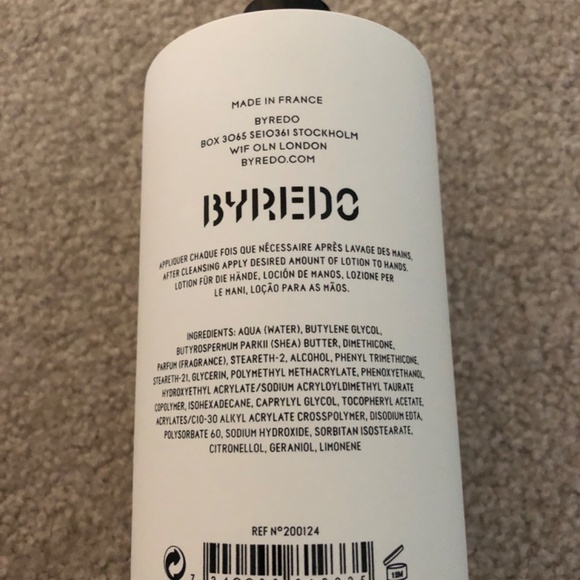 MADE IN FRANCE
BYREDO
BOX 3065 SE10361 STOCKHOLM
W1F OLN LONDON
BYREDO.COM
BYREDO
APPLIQUER CHAQUE FOIS QUE NÉCESSAIRE APRÈS LAVAGE DES MAINS,
AFTER CLEANSING APPLY DESIRED AMOUNT OF LOTION TO HANDS.
LOTION FÜR DIE HÄNDE, LOCIÓN DE MANOS, LOZIONE PER
LE MANI, LOÇÃO PARA AS MÃOS.
INGREDIENTS: AQUA (WATER), BUTYLENE GLYCOL,
BUTYROSPERMUM PARKII (SHEA) BUTTER, DIMETHICONE,
PARFUM (FRAGRANCE), STEARETH-2, ALCOHOL, PHENYL TRIMETHICONE,
STEARETH-21, GLYCERIN, POLYMETHYL METHACRYLATE, PHENOXYETHANOL,
HYDROXYETHYL ACRYLATE/SODIUM ACRYLOYLDIMETHYL TAURATE
COPOLYMER, ISOHEXADECANE, CAPRYLYL GLYCOL, TOCOPHERYL ACETATE,
ACRYLATES/C10-30 ALKYL ACRYLATE CROSSPOLYMER, DISODIUM EDTA,
POLYSORBATE 60, SODIUM HYDROXIDE, SORBITAN ISOSTEARATE,
CITRONELLOL, GERANIOL, LIMONENE
REF Nº200124